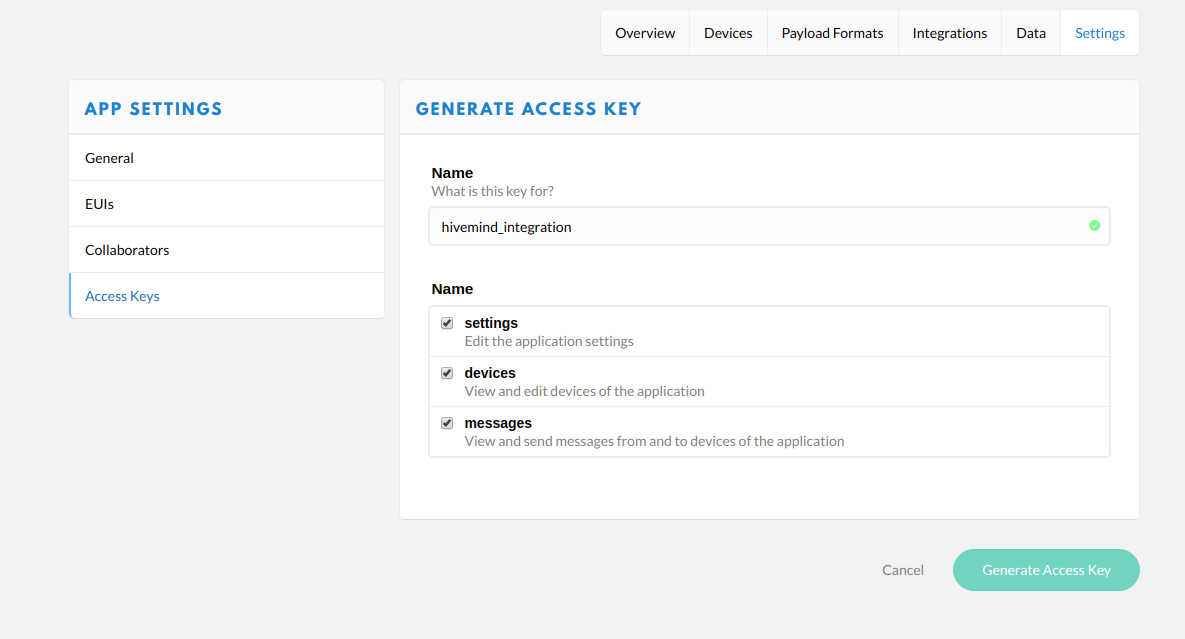 Overview
Devices
Payload Formats
Integrations
Data
Settings
APP SETTINGS
General
EUIs
Collaborators
Access Keys
GENERATE ACCESS KEY
Name
What is this key for?
hivemind_integration
Name
settings
Edit the application settings
devices
View and edit devices of the application
messages
View and send messages from and to devices of the application
Cancel
Generate Access Key